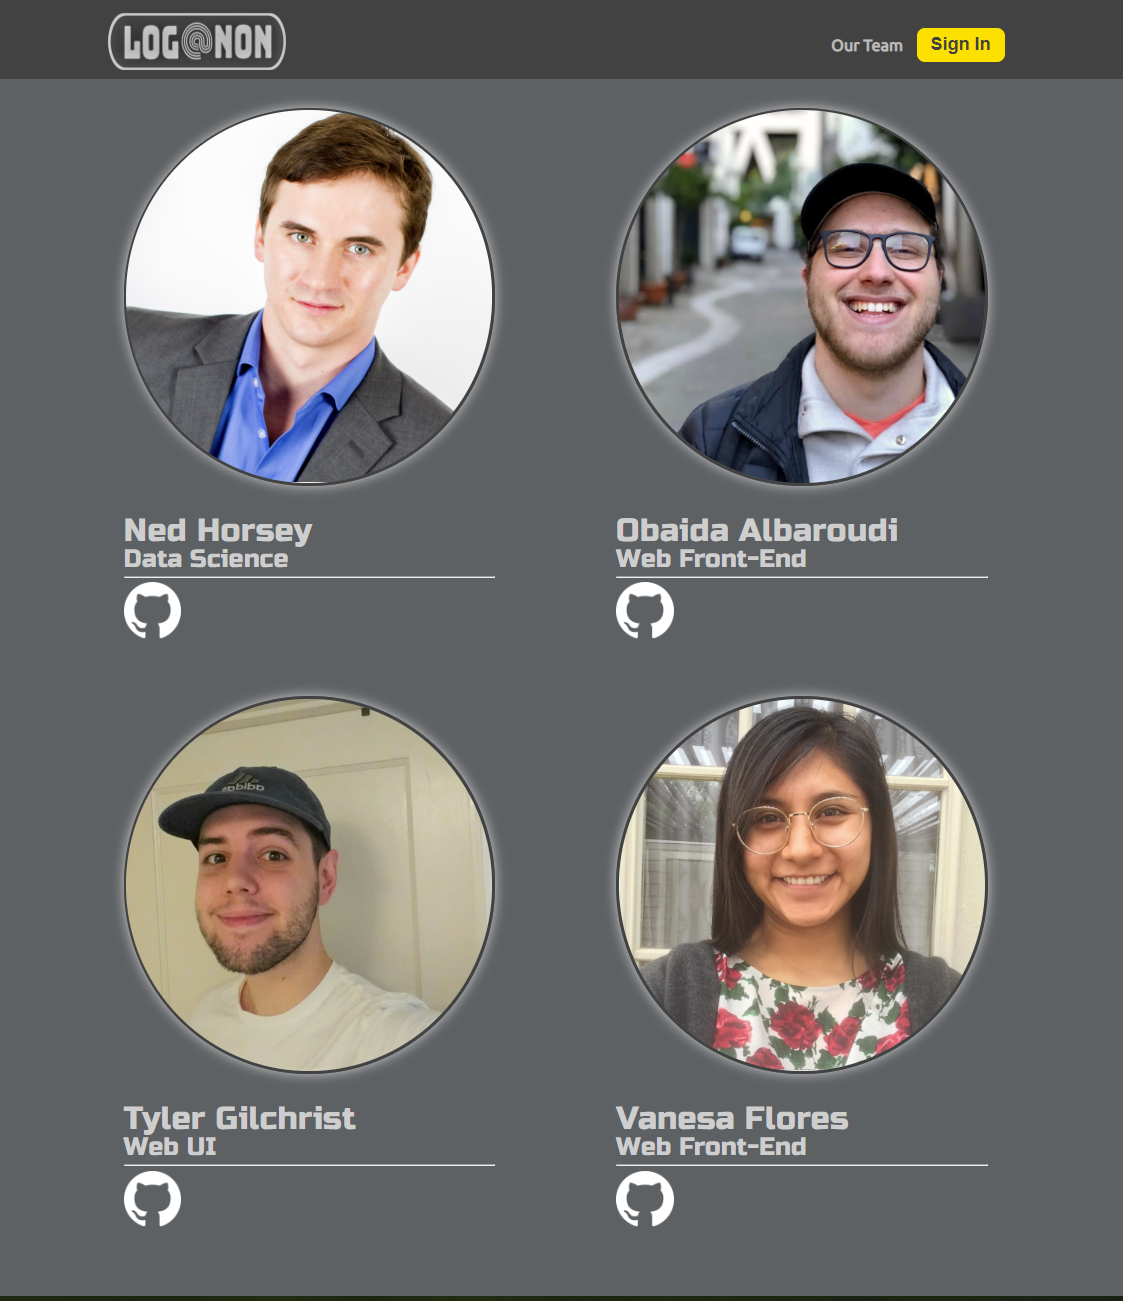 LOG@NON
Our Team
Sign In
Ned Horsey
Data Science
Obaida Albaroudi
Web Front-End
Tyler Gilchrist
Web UI
Vanesa Flores
Web Front-End